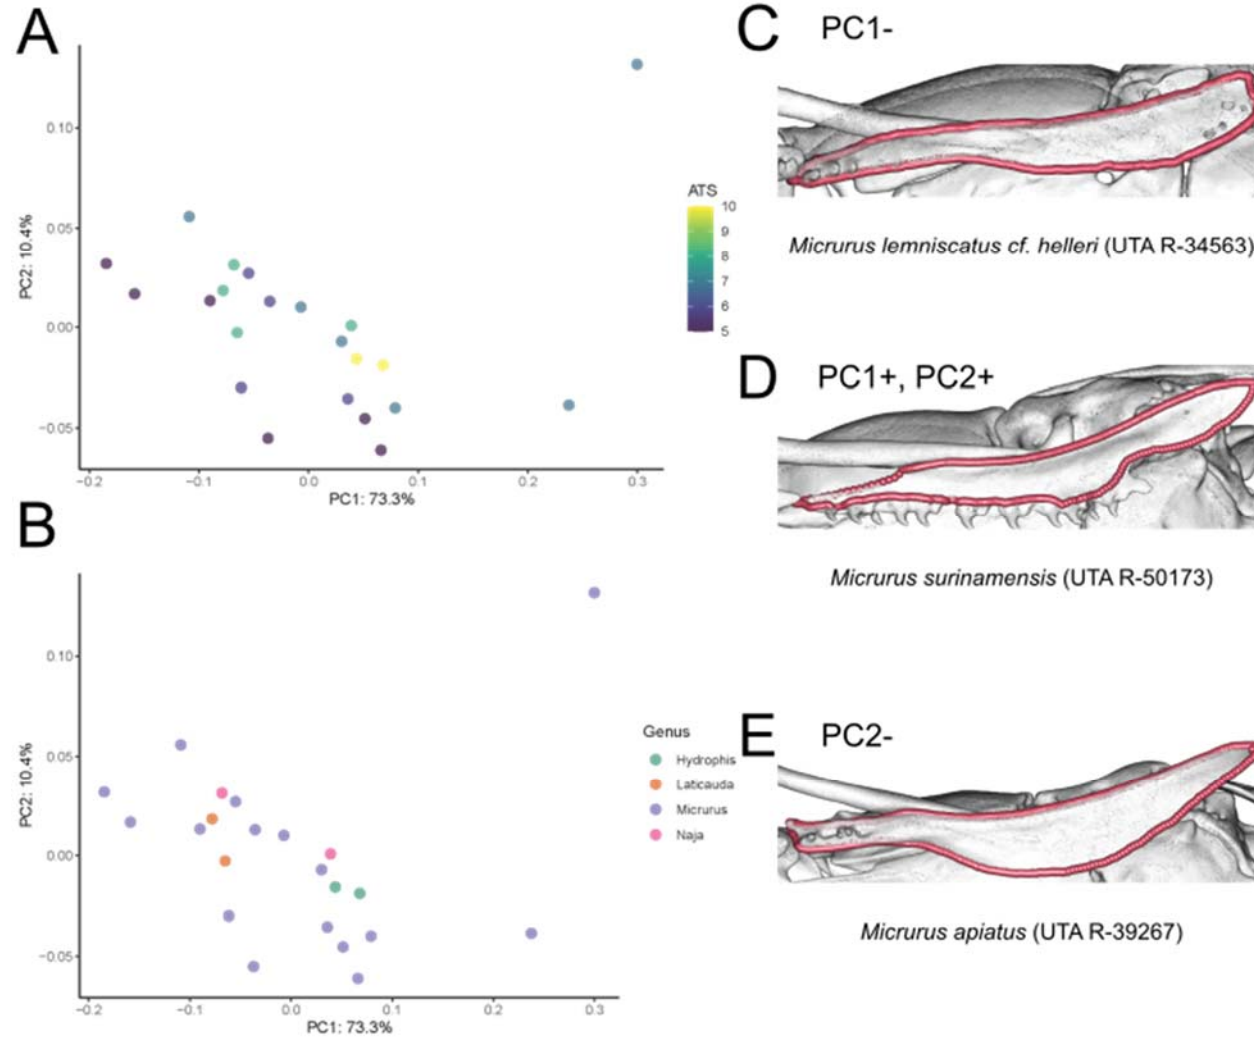 A
PC2: 10.4%
0.10
0.05
0.00
−0.05
−0.2
−0.1
0.0
0.1
0.2
0.3
PC1: 73.3%
ATS
10
9
8
7
6
5
B
PC2: 10.4%
0.10
0.05
0.00
−0.05
−0.2
−0.1
0.0
0.1
0.2
0.3
PC1: 73.3%
Genus
Hydrophis
Laticauda
Micrurus
Naja
C
PC1-
Micrurus lemniscatus cf. helleri (UTA R-34563)
D
PC1+, PC2+
Micrurus surinamensis (UTA R-50173)
E
PC2-
Micrurus apiatus (UTA R-39267)